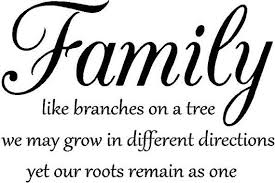 Family
like branches on a tree
we may grow in different directions
yet our roots remain as one